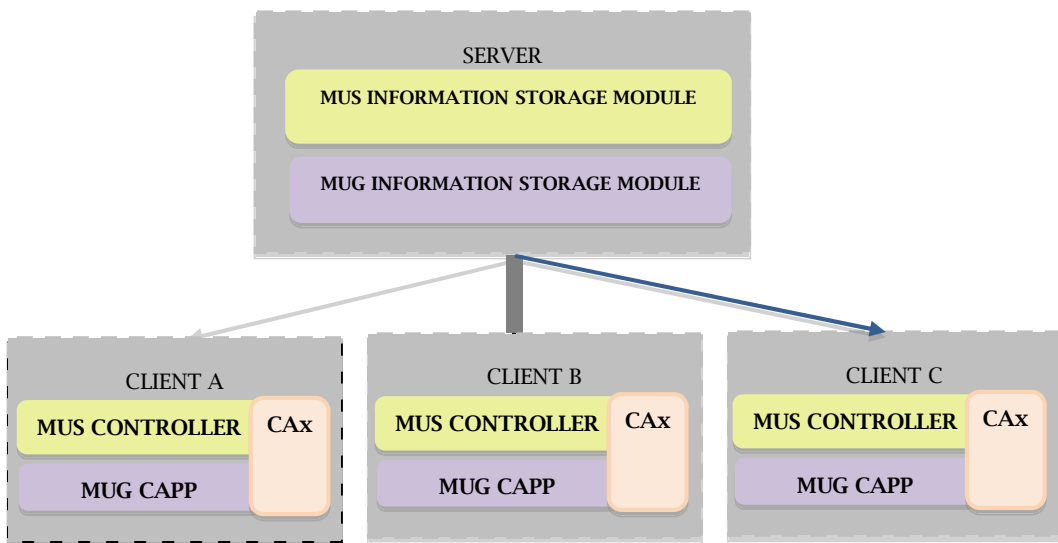 SERVER
MUS INFORMATION STORAGE MODULE
MUG INFORMATION STORAGE MODULE
CLIENT A
MUS CONTROLLER
CAx
MUG CAPP
CLIENT B
MUS CONTROLLER
CAx
MUG CAPP
CLIENT C
MUS CONTROLLER
CAx
MUG CAPP